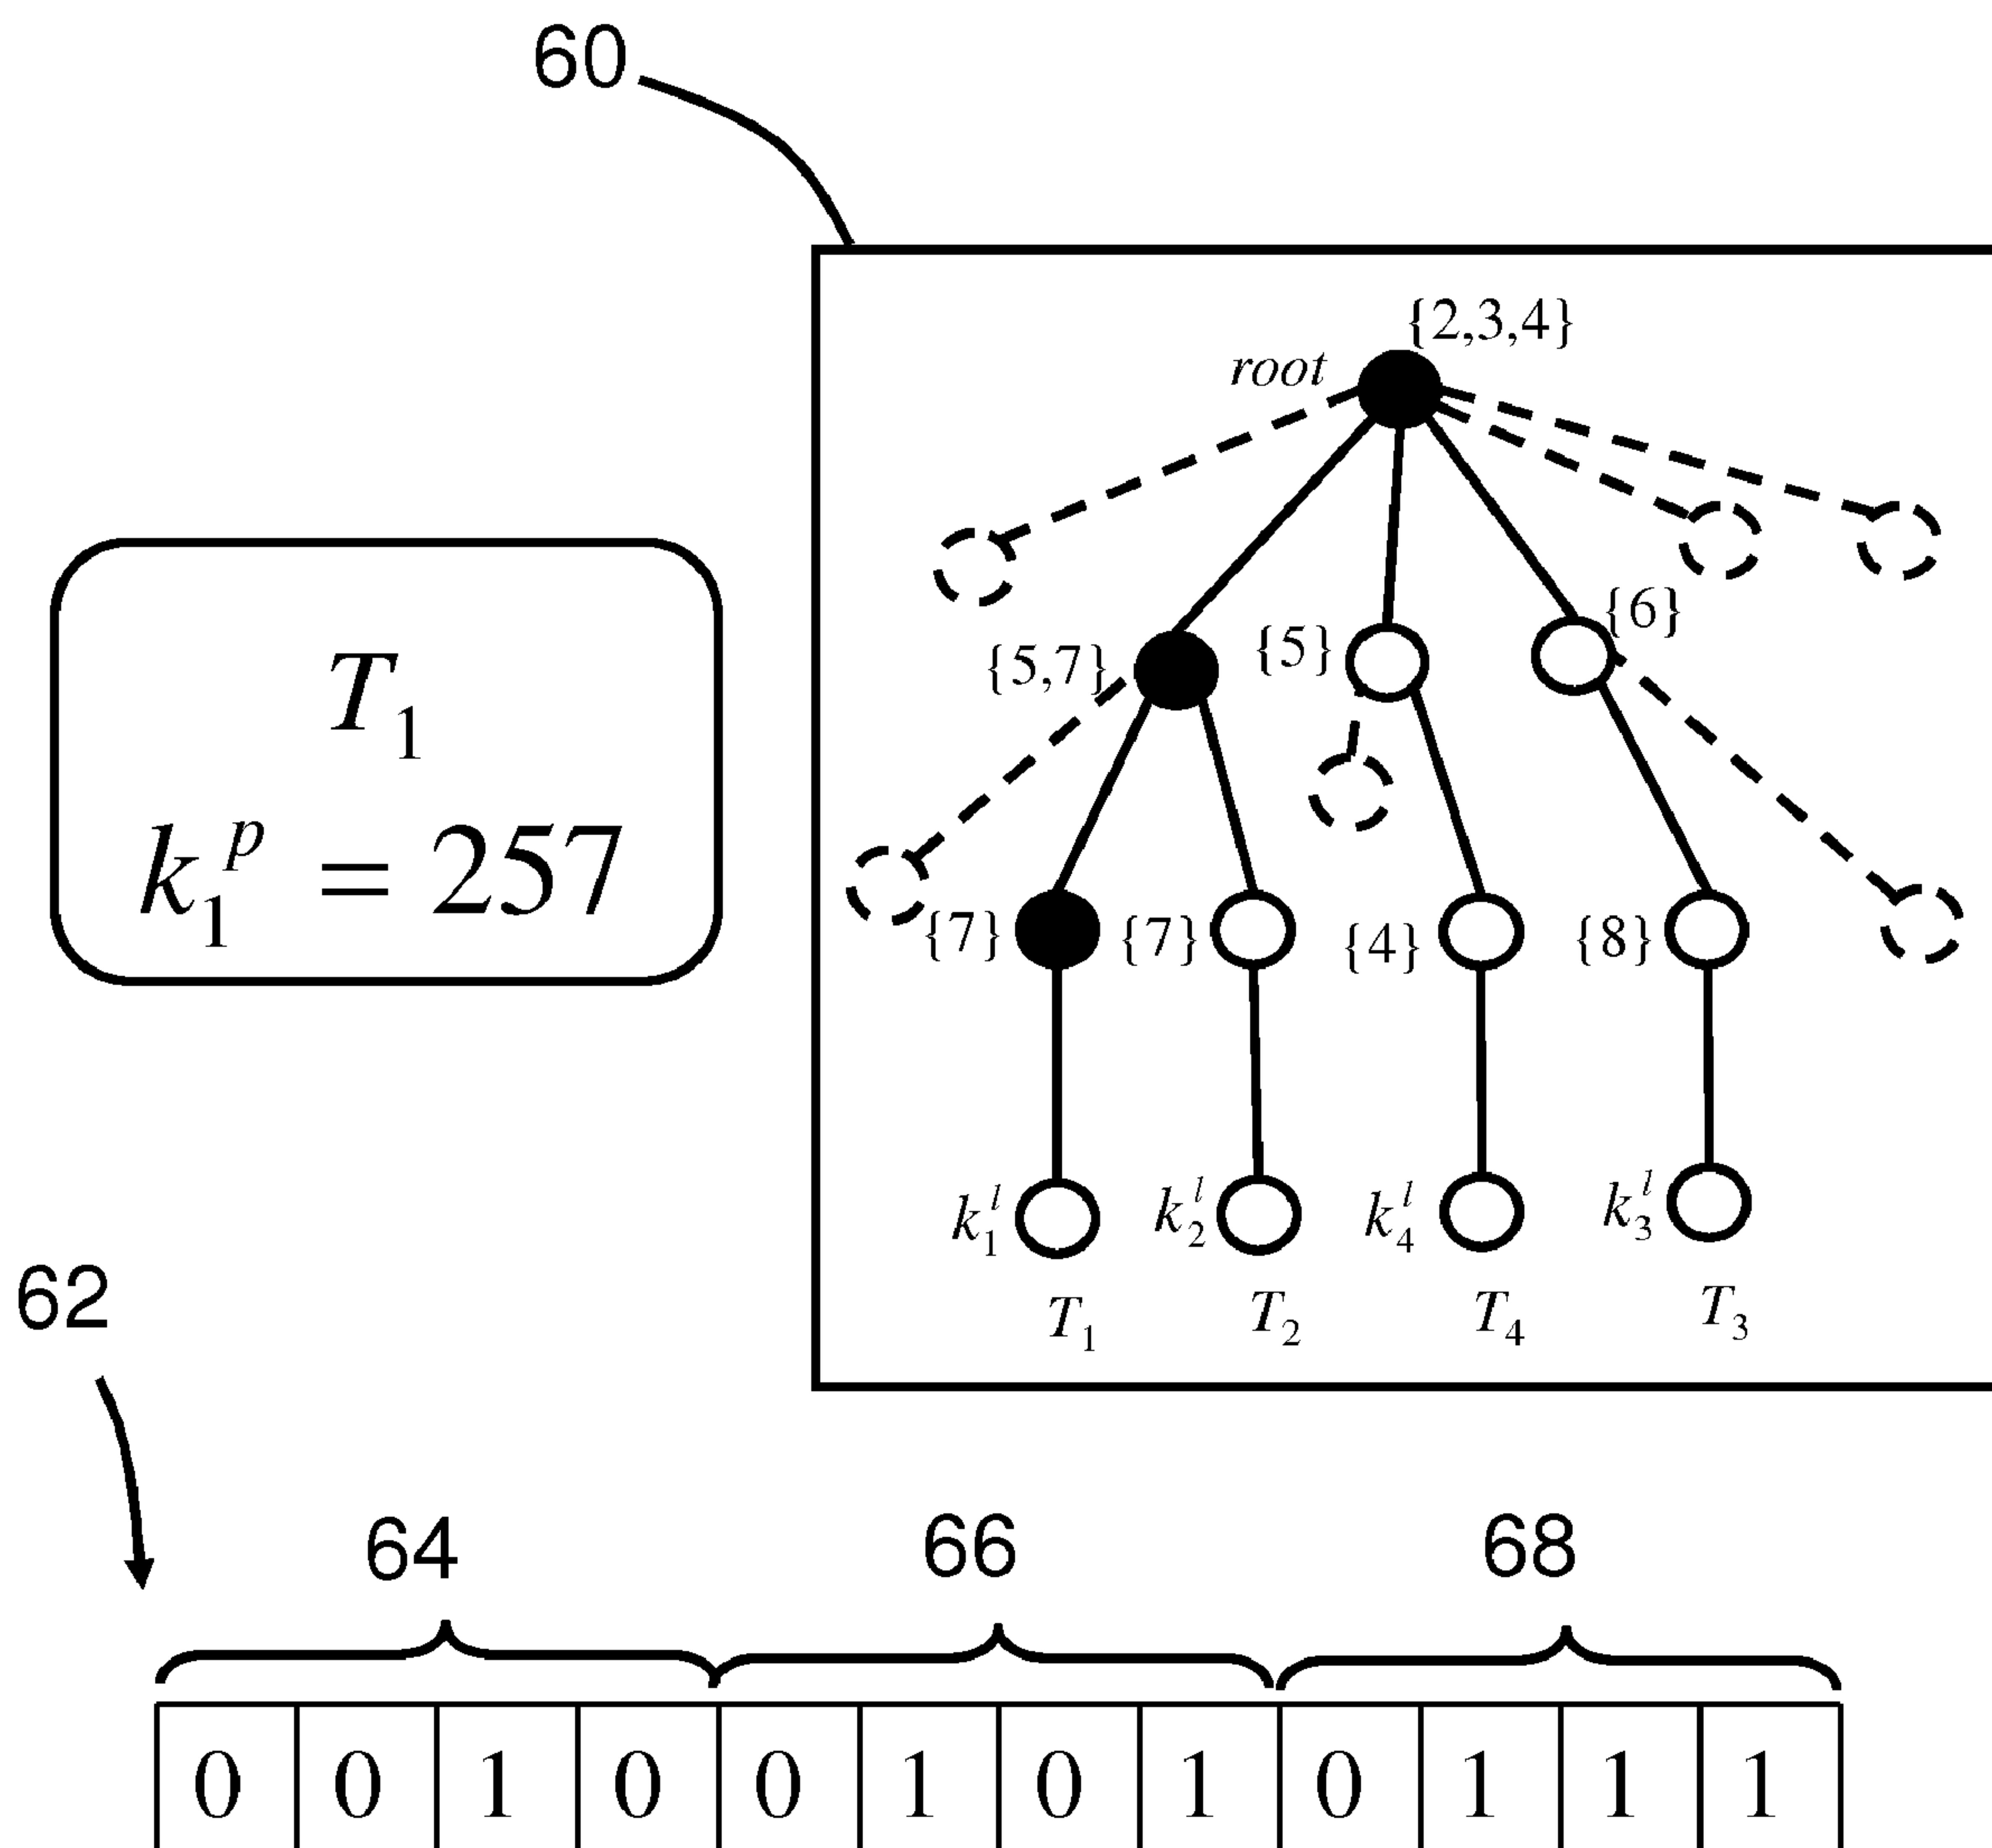 60
{2,3,4}
root
{6}
{5,7}
{5}
T₁
k₁ᵖ = 257
{7}
{7}
{4}
{8}
k₁ˡ
k₂ˡ
k₄ˡ
k₃ˡ
T₁
T₂
T₄
T₃
62
64 66 68
0 0 1 0 0 1 0 1 0 1 1 1